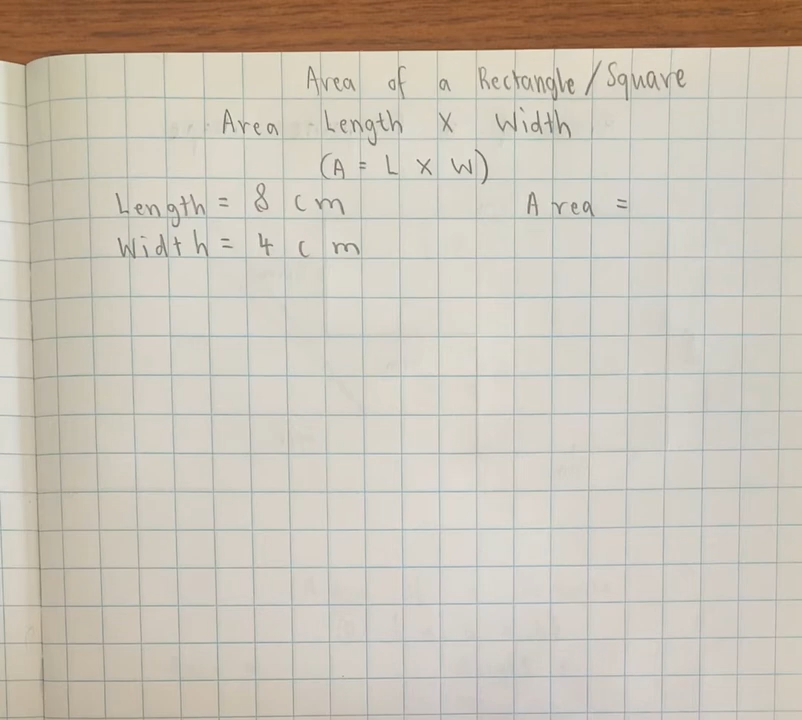 Area of a Rectangle/Square
Area Length X Width
(A = L X W)
Length = 8 cm Area =
Width = 4 cm